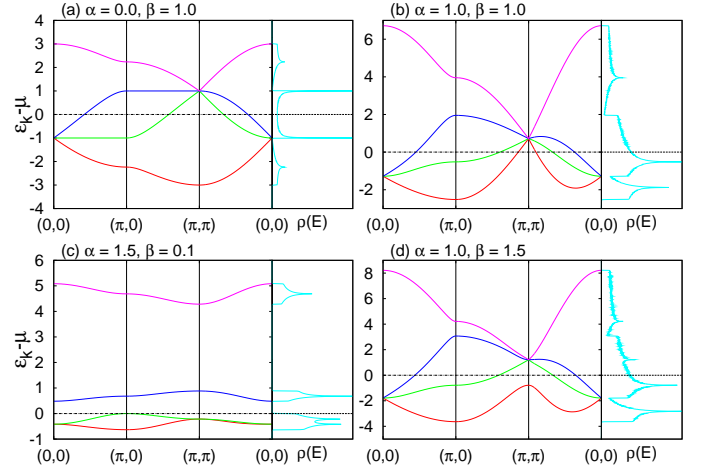 (a) α = 0.0, β = 1.0
(b) α = 1.0, β = 1.0
εk-μ
4
3
2
1
0
-1
-2
-3
-4
6
4
2
0
-2
(0,0) (π,0) (π,π) (0,0) ρ(E)
(0,0) (π,0) (π,π) (0,0) ρ(E)
(c) α = 1.5, β = 0.1
(d) α = 1.0, β = 1.5
εk-μ
6
5
4
3
2
1
0
-1
8
6
4
2
0
-2
-4
(0,0) (π,0) (π,π) (0,0) ρ(E)
(0,0) (π,0) (π,π) (0,0) ρ(E)